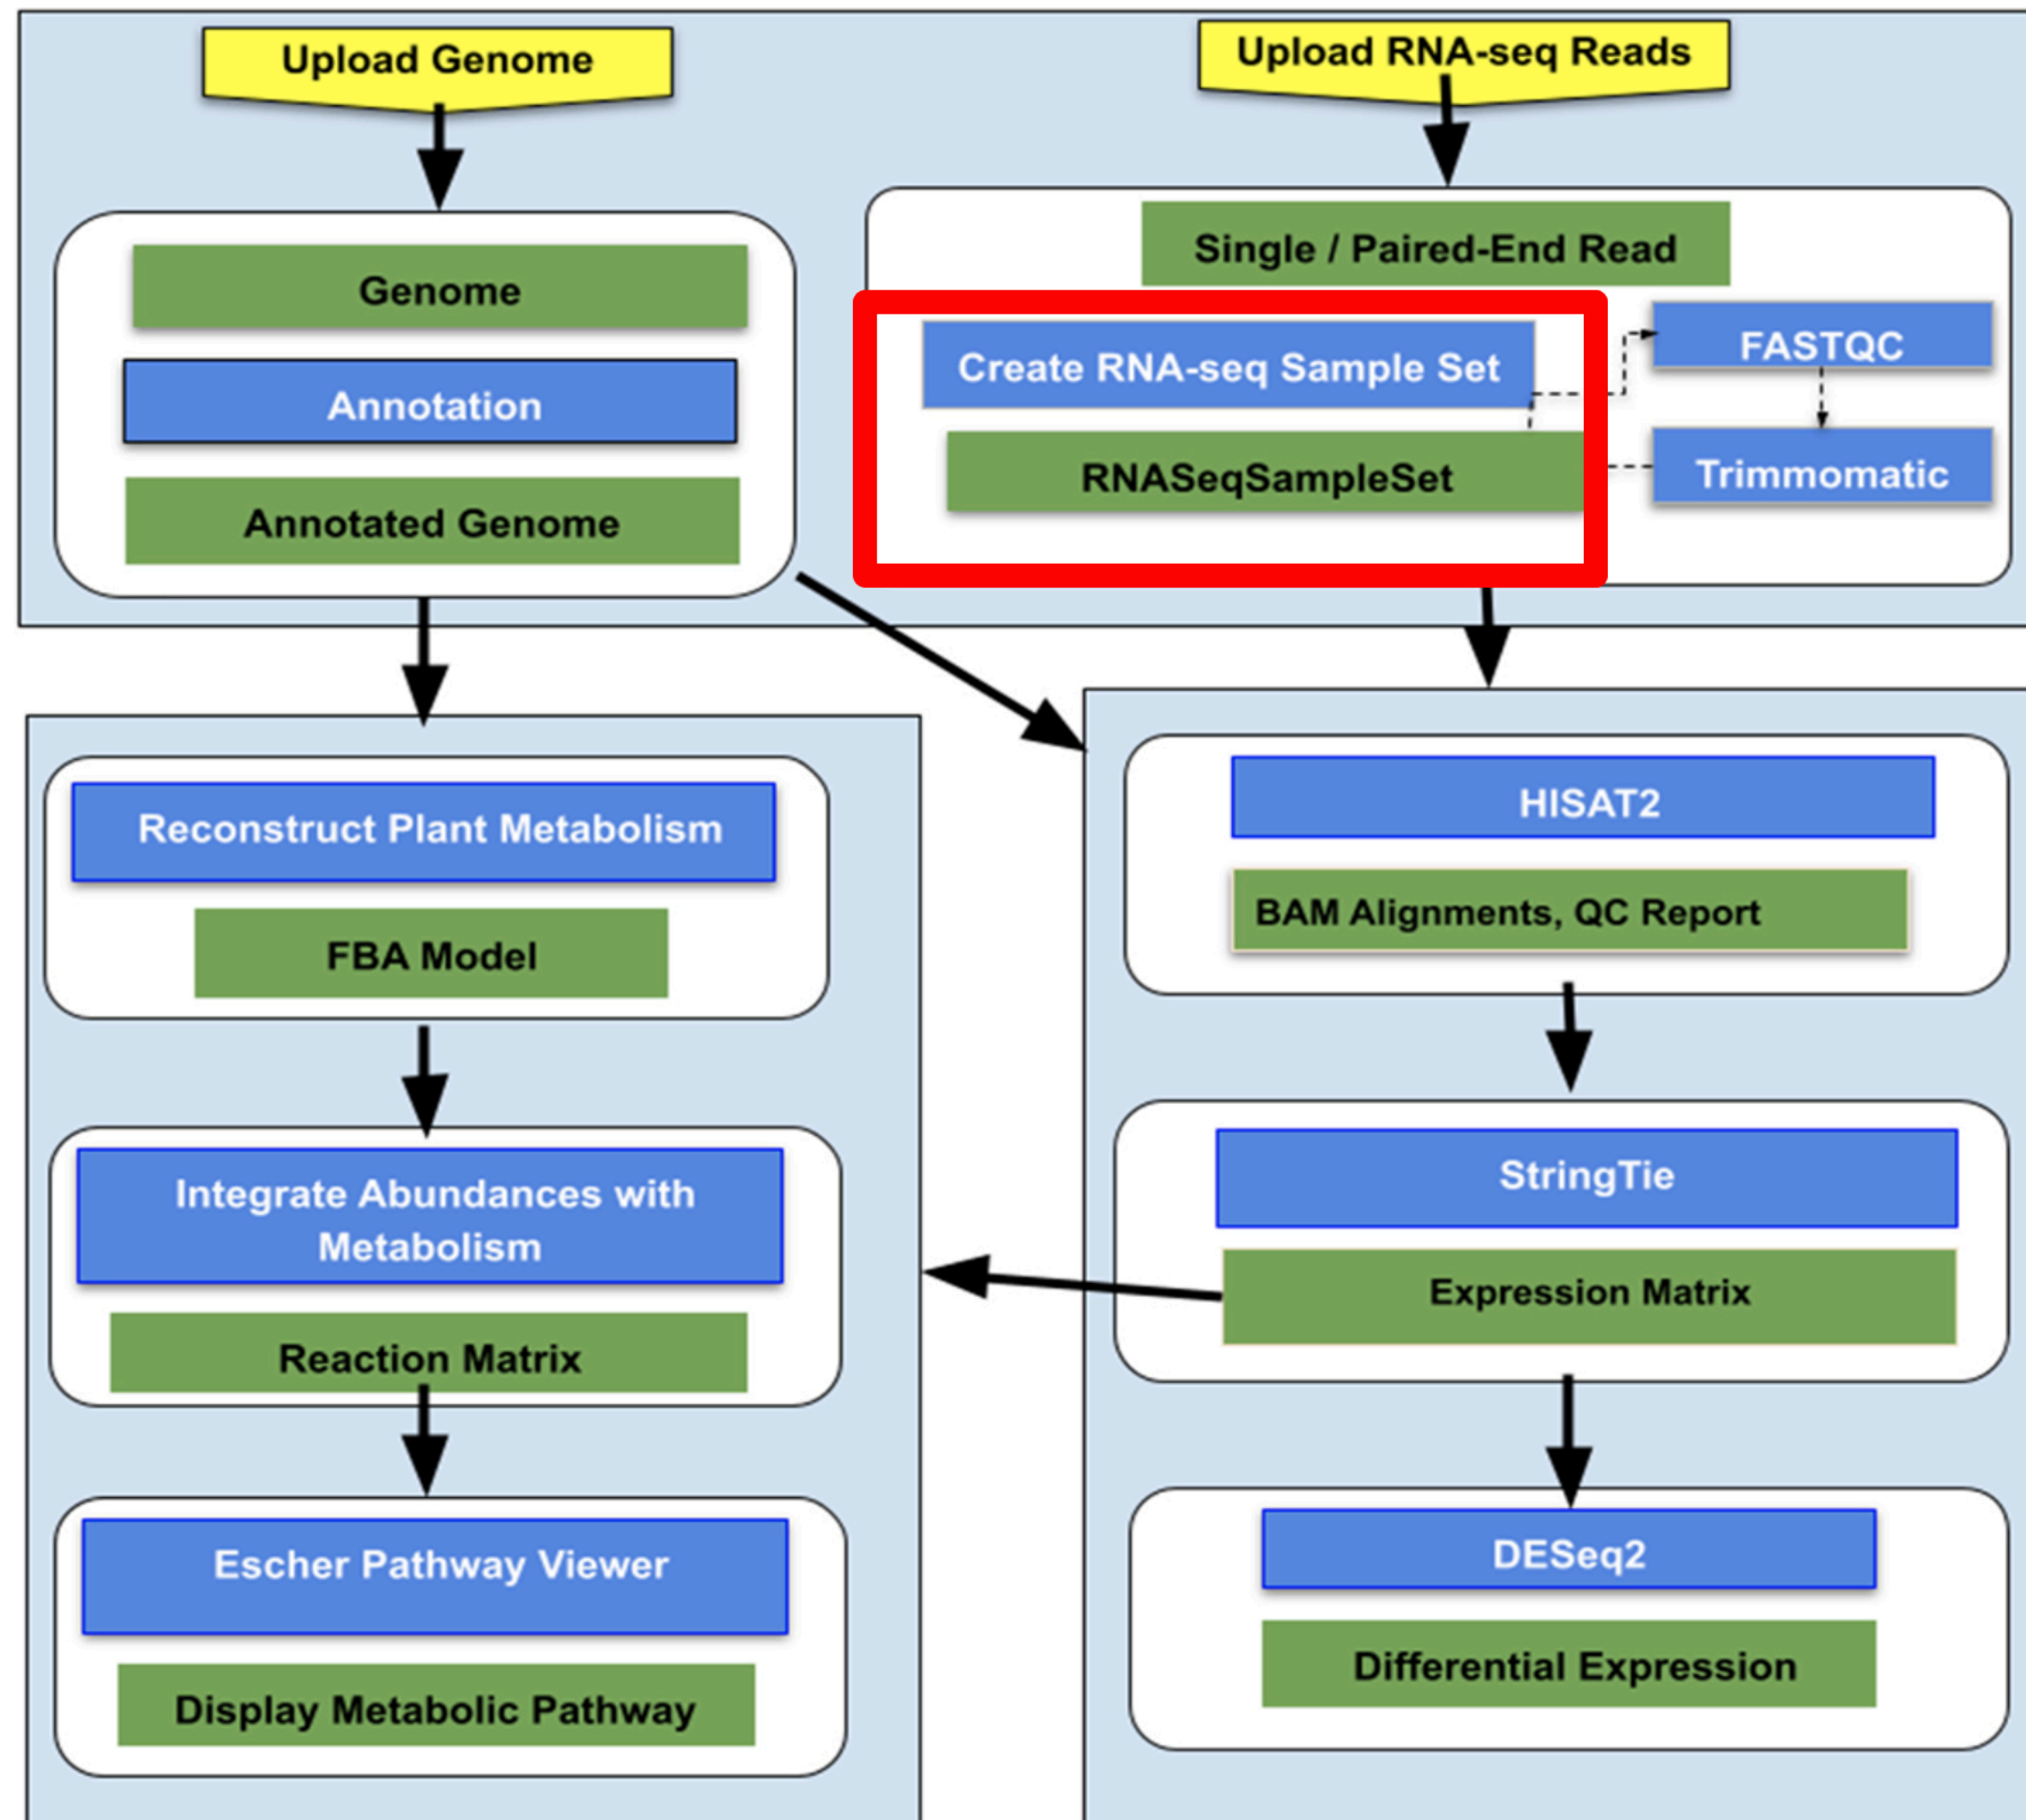 Upload Genome
Upload RNA-seq Reads
Genome
Annotation
Annotated Genome
Single / Paired-End Read
Create RNA-seq Sample Set
RNASeqSampleSet
FASTQC
Trimmomatic
Reconstruct Plant Metabolism
FBA Model
Integrate Abundances with
Metabolism
Reaction Matrix
Escher Pathway Viewer
Display Metabolic Pathway
HISAT2
BAM Alignments, QC Report
StringTie
Expression Matrix
DESeq2
Differential Expression